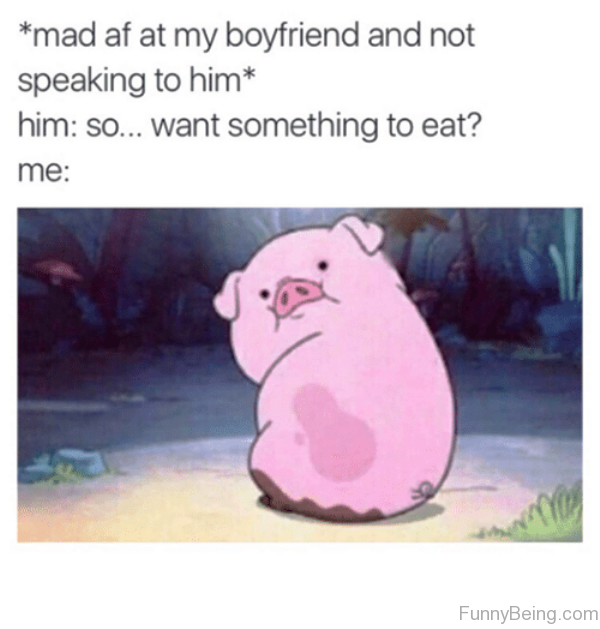 *mad af at my boyfriend and not
speaking to him*
him: so... want something to eat?
me:
FunnyBeing.com